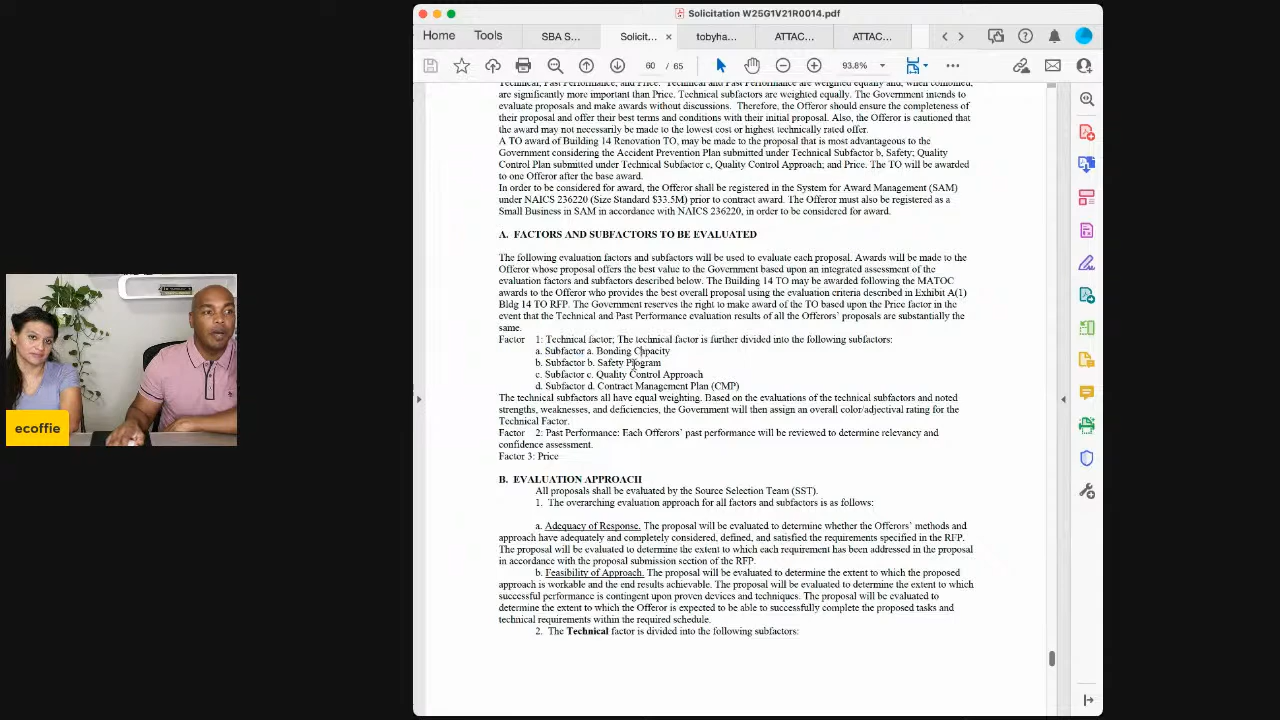 Solicitation W25G1V21R0014.pdf
Home Tools SBA S... Solicit... × tobyha... ATTAC... ATTAC...
60 / 65 93.8%
Technical, Past Performance, and Price. Technical and Past Performance are weighted equally and, when combined,
are significantly more important than Price. Technical subfactors are weighted equally. The Government intends to
evaluate proposals and make awards without discussions. Therefore, the Offeror should ensure the completeness of
their proposal and offer their best terms and conditions with their initial proposal. Also, the Offeror is cautioned that
the award may not necessarily be made to the lowest cost or highest technically rated offer.
A TO award of Building 14 Renovation TO, may be made to the proposal that is most advantageous to the
Government considering the Accident Prevention Plan submitted under Technical Subfactor b, Safety; Quality
Control Plan submitted under Technical Subfactor c, Quality Control Approach; and Price. The TO will be awarded
to one Offeror after the base award.
In order to be considered for award, the Offeror shall be registered in the System for Award Management (SAM)
under NAICS 236220 (Size Standard $33.5M) prior to contract award. The Offeror must also be registered as a
Small Business in SAM in accordance with NAICS 236220, in order to be considered for award.
A. FACTORS AND SUBFACTORS TO BE EVALUATED
The following evaluation factors and subfactors will be used to evaluate each proposal. Awards will be made to the
Offeror whose proposal offers the best value to the Government based upon an integrated assessment of the
evaluation factors and subfactors described below. The Building 14 TO may be awarded following the MATOC
awards to the Offeror who provides the best overall proposal using the evaluation criteria described in Exhibit A(1)
Bldg 14 TO RFP. The Government reserves the right to make award of the TO based upon the Price factor in the
event that the Technical and Past Performance evaluation results of all the Offerors' proposals are substantially the
same.
Factor 1: Technical factor; The technical factor is further divided into the following subfactors:
a. Subfactor a. Bonding Capacity
b. Subfactor b. Safety Program
c. Subfactor c. Quality Control Approach
d. Subfactor d. Contract Management Plan (CMP)
The technical subfactors all have equal weighting. Based on the evaluations of the technical subfactors and noted
strengths, weaknesses, and deficiencies, the Government will then assign an overall color/adjectival rating for the
Technical Factor.
Factor 2: Past Performance: Each Offerors' past performance will be reviewed to determine relevancy and
confidence assessment.
Factor 3: Price
B. EVALUATION APPROACH
All proposals shall be evaluated by the Source Selection Team (SST).
1. The overarching evaluation approach for all factors and subfactors is as follows:
a. Adequacy of Response. The proposal will be evaluated to determine whether the Offerors' methods and
approach have adequately and completely considered, defined, and satisfied the requirements specified in the RFP.
The proposal will be evaluated to determine the extent to which each requirement has been addressed in the proposal
in accordance with the proposal submission section of the RFP.
b. Feasibility of Approach. The proposal will be evaluated to determine the extent to which the proposed
approach is workable and the end results achievable. The proposal will be evaluated to determine the extent to which
successful performance is contingent upon proven devices and techniques. The proposal will be evaluated to
determine the extent to which the Offeror is expected to be able to successfully complete the proposed tasks and
technical requirements within the required schedule.
2. The Technical factor is divided into the following subfactors:
ecoffie